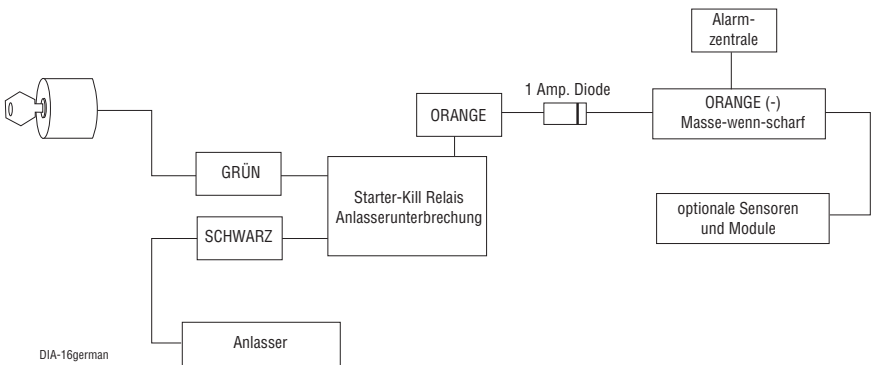 Alarm-
zentrale
1 Amp. Diode
ORANGE
ORANGE (-)
Masse-wenn-scharf
GRÜN
Starter-Kill Relais
Anlasserunterbrechung
optionale Sensoren
und Module
SCHWARZ
Anlasser
DIA-16german